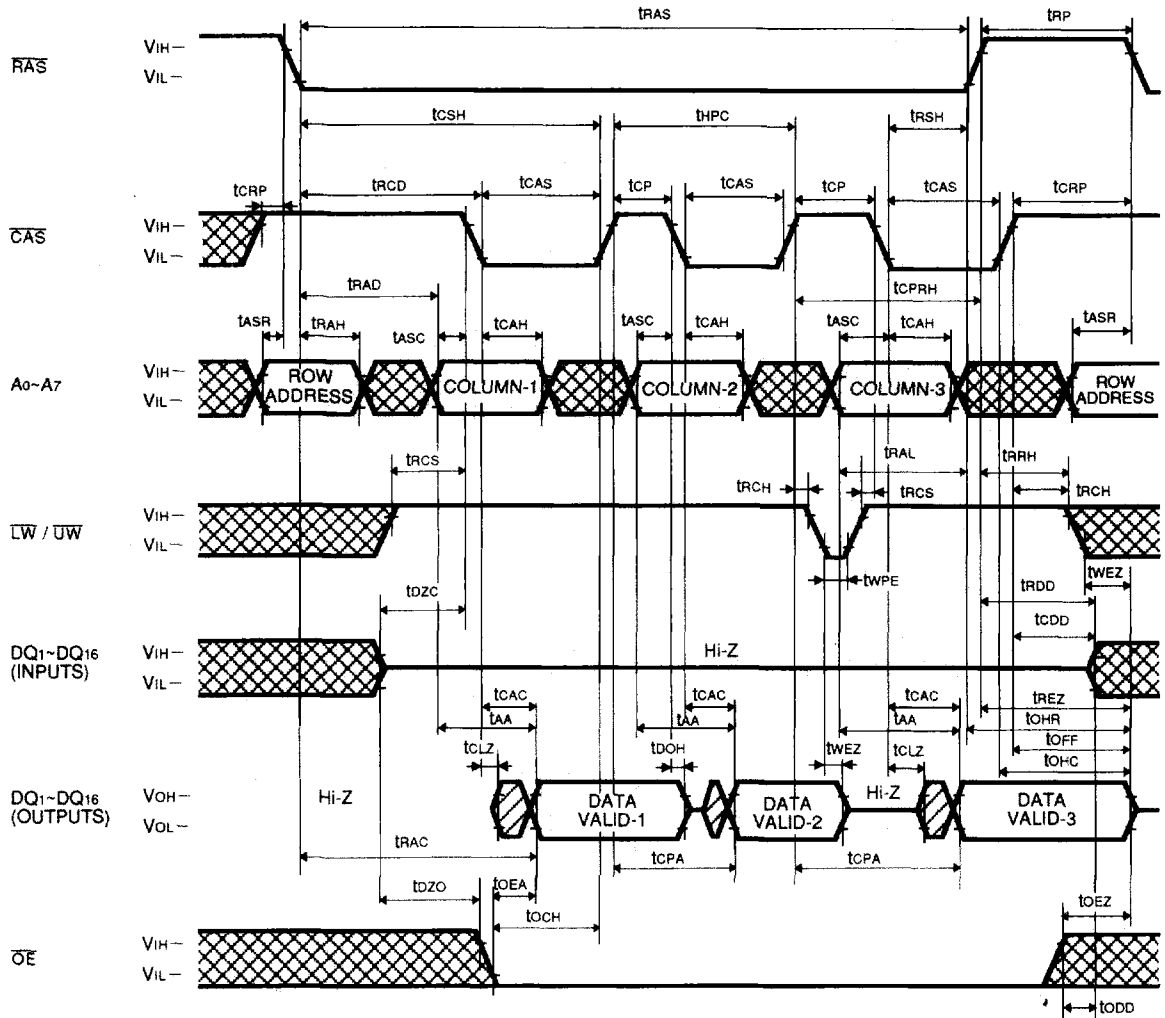 tRAS
tRP
RAS
VIH
VIL
tCSH
tHPC
tRSH
tCRP
tRCD
tCAS
tCP
tCAS
tCP
tCAS
tCRP
CAS
VIH
VIL
tRAD
tCPRH
tASR
tRAH
tASC
tCAH
tASC
tCAH
tASC
tCAH
tASR
A0~A7
VIH
VIL
ROW ADDRESS
COLUMN-1
COLUMN-2
COLUMN-3
ROW ADDRESS
tRCS
tRCH
tRAL
tRCS
tRRH
tRCH
LW / UW
VIH
VIL
tWPE
tWEZ
tDZC
tRDD
tCDD
DQ1~DQ16
(INPUTS)
VIH
VIL
Hi-Z
tCAC
tAA
tCLZ
tCAC
tAA
tDOH
tWEZ
tCAC
tAA
tCLZ
tREZ
tOHR
tOFF
tOHC
DQ1~DQ16
(OUTPUTS)
VOH
VOL
Hi-Z
DATA VALID-1
DATA VALID-2
Hi-Z
DATA VALID-3
tRAC
tCPA
tCPA
tDZO
tOEA
tOCH
tOEZ
OE
VIH
VIL
tODD